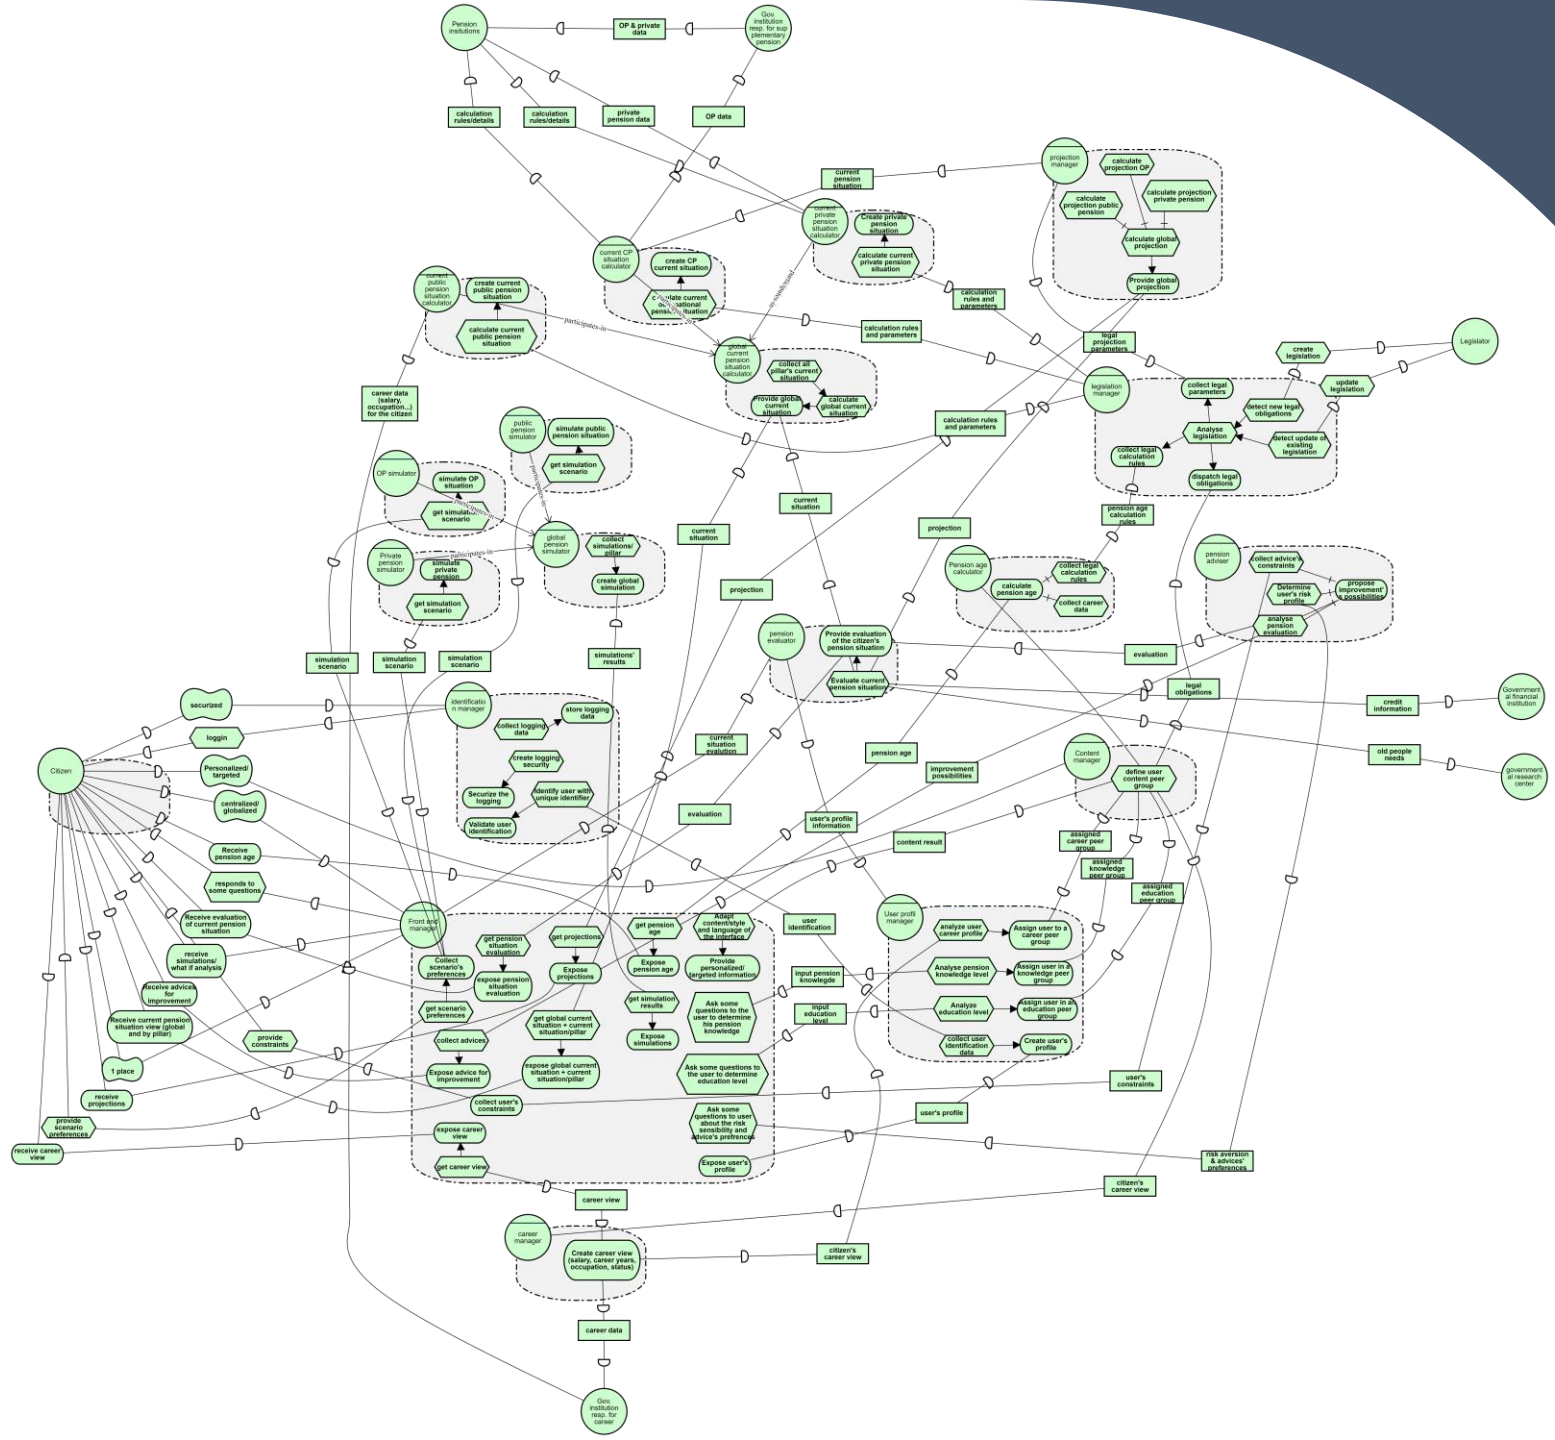 Pension
insitutions
OP & private
data
Gov.
institution
resp. for sup
plementary
pension
calculation
rules/details
calculation
rules/details
private
pension data
OP data
projection
manager
calculate
projection OP
calculate
projection public
pension
calculate projection
private pension
calculate global
projection
Provide global
projection
current
pension
situation
current
private
pension
situation
calculator
Create private
pension
situation
calculate current
private pension
situation
current CP
situation
calculator
create CP
current situation
calculate current
occupational
pension situation
participates-in
current
public
pension
situation
calculator
create current
public pension
situation
calculate current
public pension
situation
participates-in
calculation
rules and
parameters
calculation rules
and parameters
legal
projection
parameters
global
current
pension
situation
calculator
collect all
pillar's current
situation
Provide global
current
situation
calculate
global current
situation
Legislator
create
legislation
update
legislation
legislation
manager
collect legal
parameters
detect new legal
obligations
Analyse
legislation
detect update of
existing
legislation
collect legal
calculation
rules
dispatch legal
obligations
career data
(salary,
occupation...)
for the citizen
calculation rules
and parameters
public
pension
simulator
simulate public
pension situation
get simulation
scenario
participates-in
OP simulator
simulate OP
situation
get simulation
scenario
participates-in
Private
pension
simulator
simulate
private
pension
get simulation
scenario
participates-in
global
pension
simulator
collect
simulations/
pillar
create global
simulation
current
situation
current
situation
projection
projection
pension age
calculation
rules
Pension age
calculator
calculate
pension age
collect legal
calculation
rules
collect career
data
pension
adviser
collect advice's
constraints
Determine
user's risk
profile
propose
improvement'
s possibilities
analyse
pension
evaluation
simulation
scenario
simulation
scenario
simulation
scenario
simulations'
results
pension
evaluator
Provide evaluation
of the citizen's
pension situation
Evaluate current
pension situation
evaluation
legal
obligations
credit
information
Government
al financial
institution
old people
needs
government
al research
center
securized
loggin
Citizen
Personalized/
targeted
centralized/
globalized
Receive
pension age
responds to
some questions
Receive evaluation
of current pension
situation
receive
simulations/
what if analysis
Receive advices
for improvement
Receive current pension
situation view (global
and by pillar)
1 place
receive
projections
provide
scenario
preferences
receive career
view
provide
constraints
identificatio
n manager
store logging
data
collect logging
data
create logging
security
Securize the
logging
Identify user with
unique identifier
Validate user
identification
current
situation
evalution
pension age
improvement
possibilities
evaluation
user's profile
information
content result
Content
manager
define user
content peer
group
assigned
career peer
group
assigned
knowledge
peer group
assigned
education
peer group
Front end
manager
Collect
scenario's
preferences
get pension
situation
evaluation
expose pension
situation
evaluation
get projections
Expose
projections
get pension
age
Expose
pension age
Adapt
content/style
and language of
the interface
Provide
personalized/
targeted information
get scenario
preferences
collect advices
Expose advice for
improvement
get global current
situation + current
situation/pillar
expose global current
situation + current
situation/pillar
get simulation
results
Expose
simulations
Ask some
questions to the
user to determine
his pension
knowledge
Ask some questions to
the user to determine
education level
Ask some
questions to user
about the risk
sensibility and
advice's prefrences
collect user's
constraints
expose career
view
get career view
Expose user's
profile
user
identification
input pension
knowlegde
input
education
level
User profil
manager
analyze user
career profile
Assign user to a
career peer
group
Analyse pension
knowledge level
Assign user in a
knowledge peer
group
Analyze
education level
Assign user in an
education peer
group
collect user
identification
data
Create user's
profile
user's
constraints
user's profile
risk aversion
& advices'
preferences
citizen's
career view
career view
career
manager
Create career view
(salary, career years,
occupation, status)
citizen's
career view
career data
Gov.
institution
resp. for
career